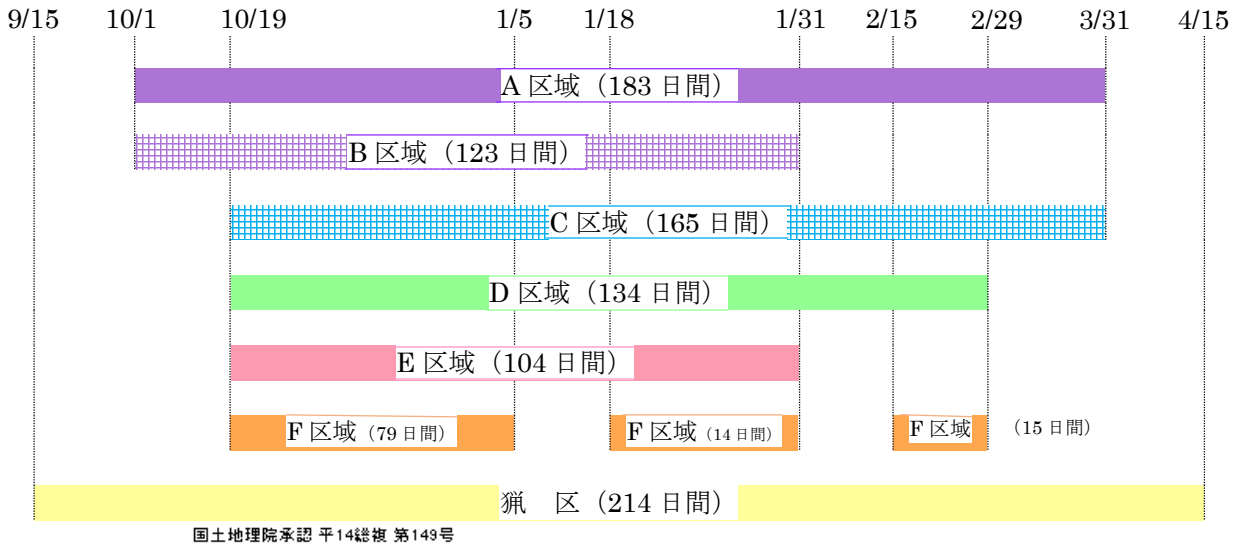 9/15 10/1 10/19 1/5 1/18 1/31 2/15 2/29 3/31 4/15
A 区域（183 日間）
B 区域（123 日間）
C 区域（165 日間）
D 区域（134 日間）
E 区域（104 日間）
F 区域（79 日間） F 区域（14 日間） F 区域 （15 日間）
猟　区（214 日間）
国土地理院承認 平14総複 第149号